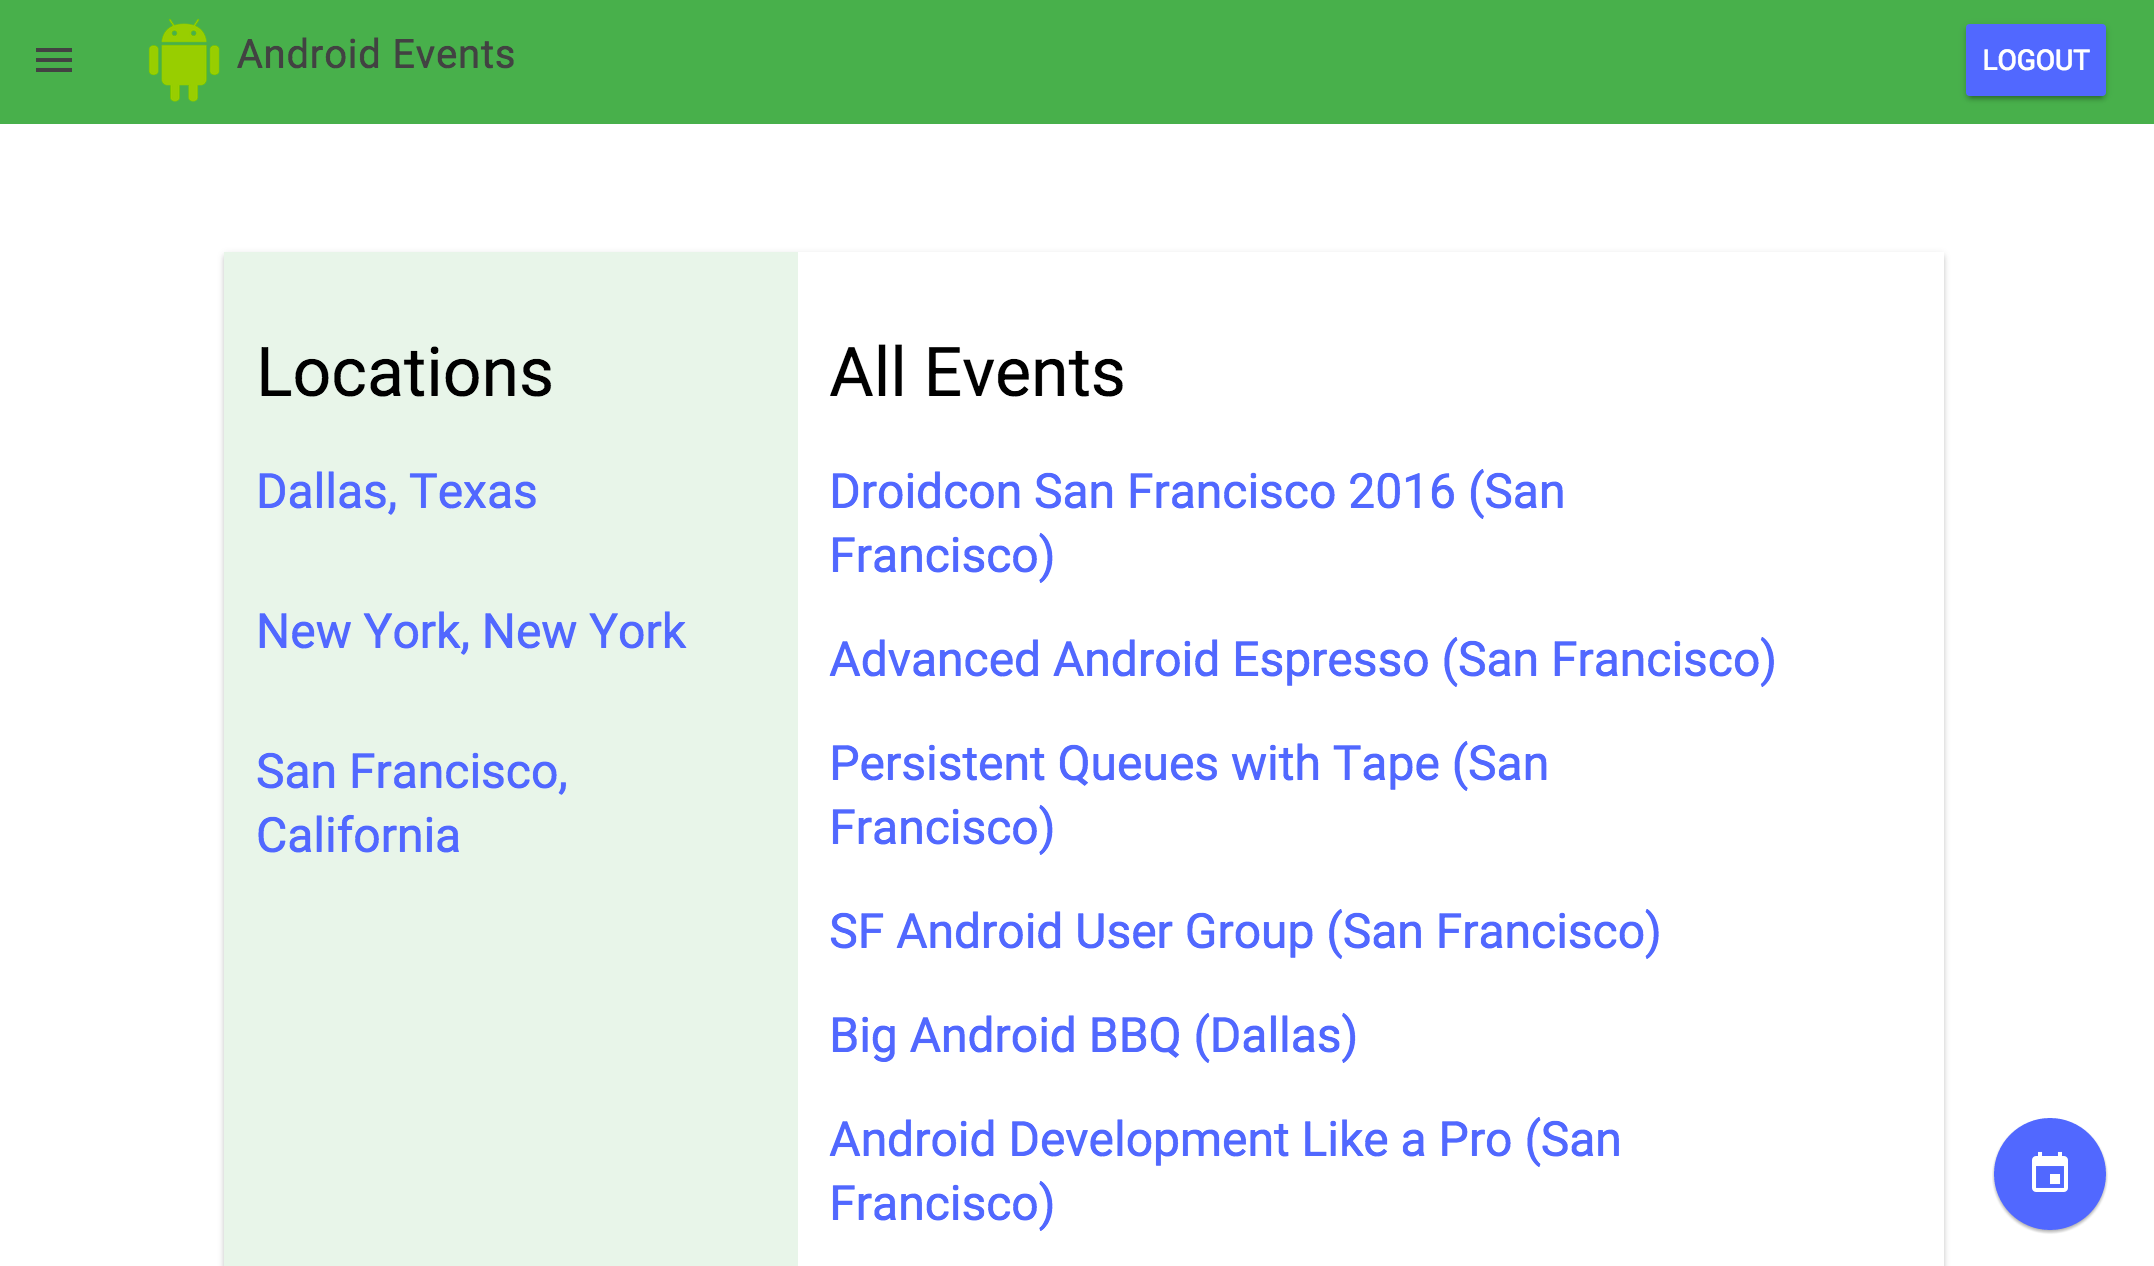 Android Events
LOGOUT
Locations
Dallas, Texas
New York, New York
San Francisco,
California
All Events
Droidcon San Francisco 2016 (San
Francisco)
Advanced Android Espresso (San Francisco)
Persistent Queues with Tape (San
Francisco)
SF Android User Group (San Francisco)
Big Android BBQ (Dallas)
Android Development Like a Pro (San
Francisco)